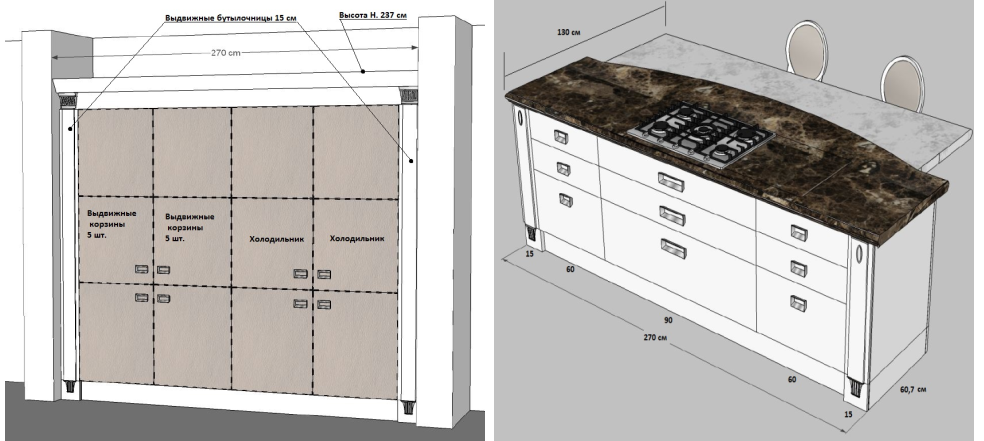 Выдвижные бутылочницы 15 см
Высота Н. 237 см
270 cm
Выдвижные
корзины
5 шт.
Выдвижные
корзины
5 шт.
Холодильник
Холодильник
130 см
15
60
90
270 см
60
15
60,7 см